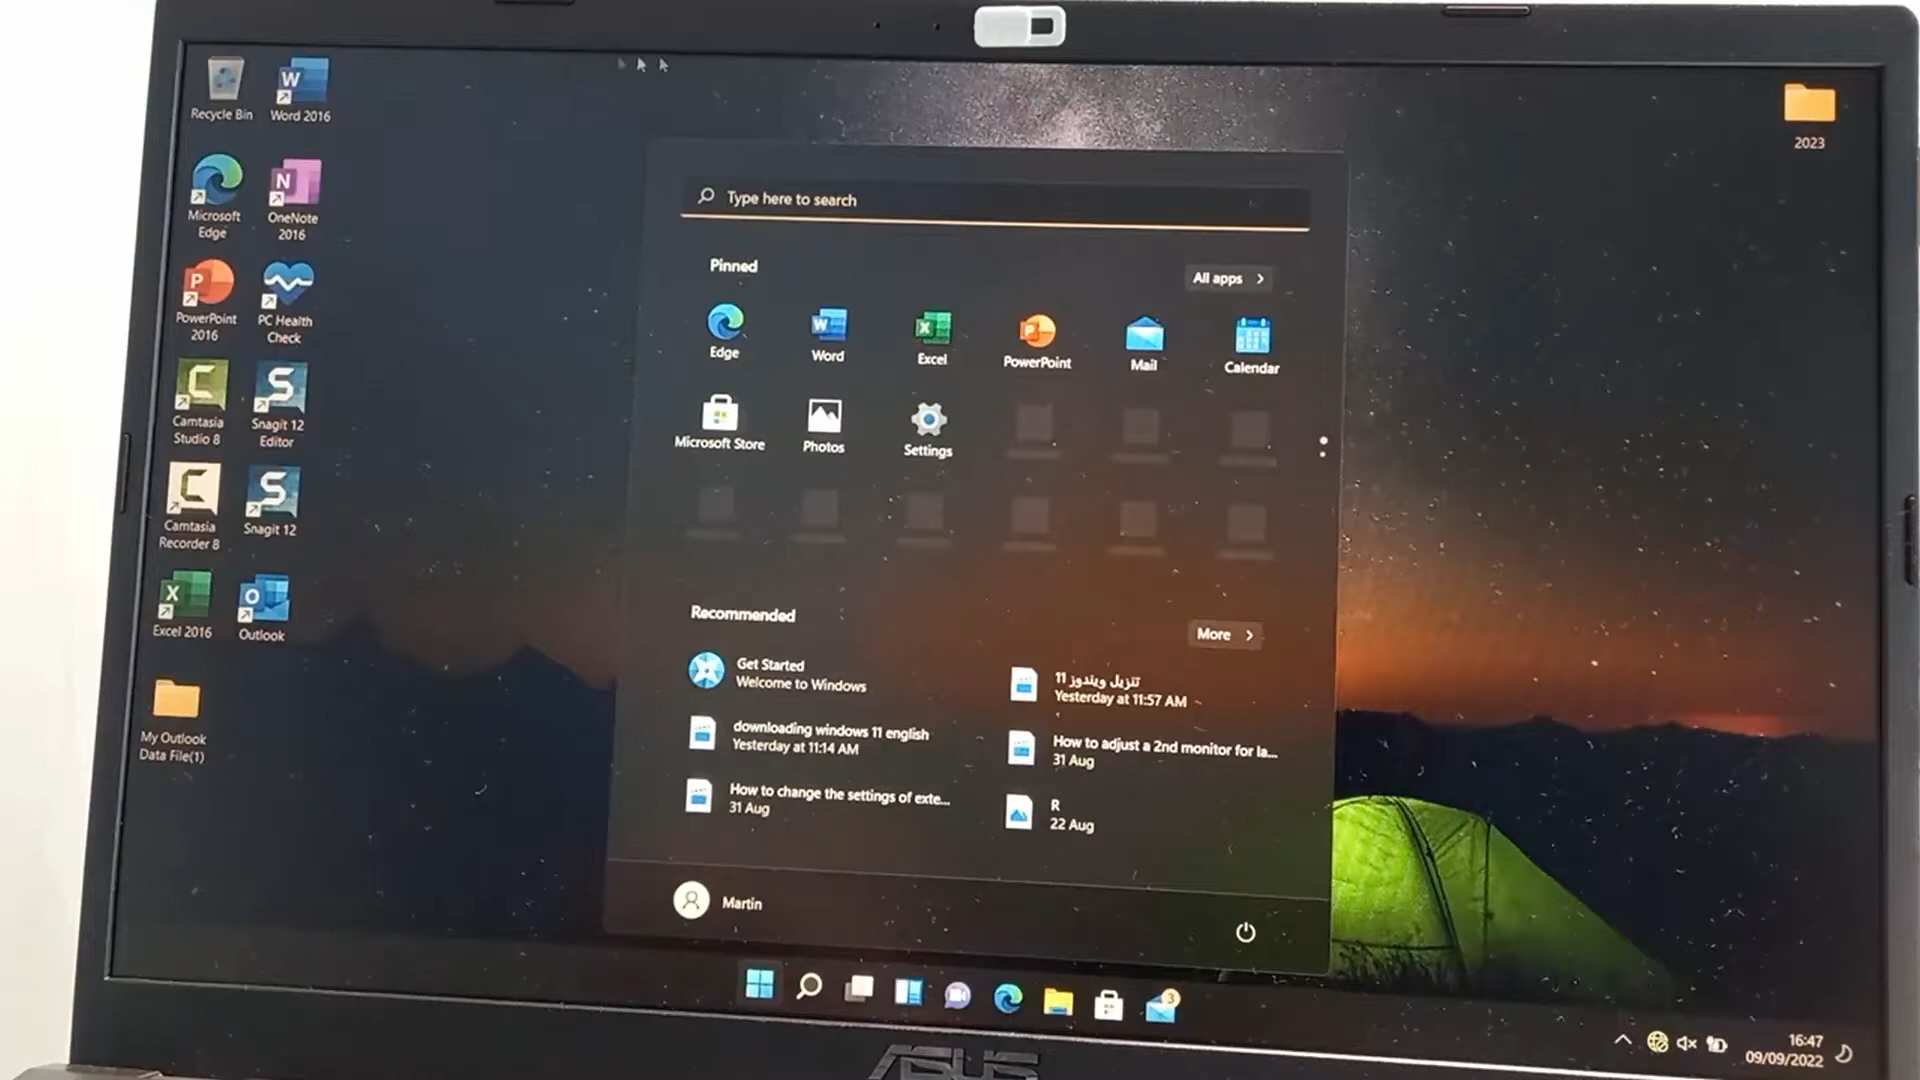 Recycle Bin
Word 2016
2023
Microsoft
Edge
OneNote
2016
PowerPoint
2016
PC Health
Check
Camtasia
Studio 8
Snagit 12
Editor
Camtasia
Recorder 8
Snagit 12
Excel 2016
Outlook
My Outlook
Data File(1)
Type here to search
Pinned
All apps
Edge
Word
Excel
PowerPoint
Mail
Calendar
Microsoft Store
Photos
Settings
Recommended
More
Get Started
Welcome to Windows
تنزيل ويندوز 11
Yesterday at 11:57 AM
downloading windows 11 english
Yesterday at 11:14 AM
How to adjust a 2nd monitor for la...
31 Aug
How to change the settings of exte...
31 Aug
R
22 Aug
Martin
3
16:47
09/09/2022
ASUS